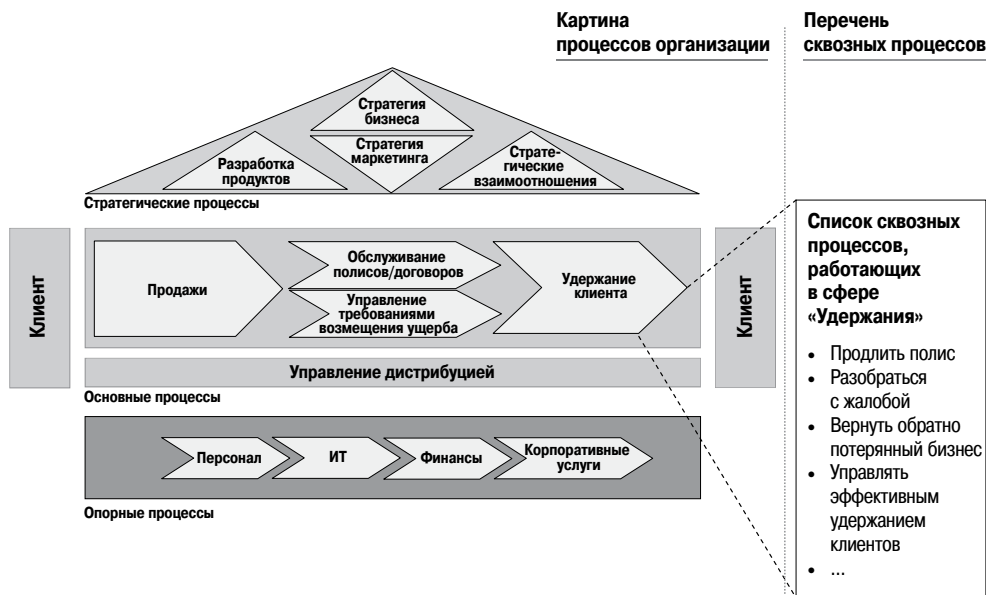 Картина
процессов организации
Перечень
сквозных процессов
Стратегия
бизнеса
Стратегия
маркетинга
Разработка
продуктов
Страте-
гические
взаимоотношения
Стратегические процессы
Клиент
Продажи
Обслуживание
полисов/договоров
Управление
требованиями
возмещения ущерба
Удержание
клиента
Клиент
Управление дистрибуцией
Основные процессы
Персонал
ИТ
Финансы
Корпоративные
услуги
Опорные процессы
Список сквозных
процессов,
работающих
в сфере
«Удержания»
• Продлить полис
• Разобраться
с жалобой
• Вернуть обратно
потерянный бизнес
• Управлять
эффективным
удержанием
клиентов
• ...